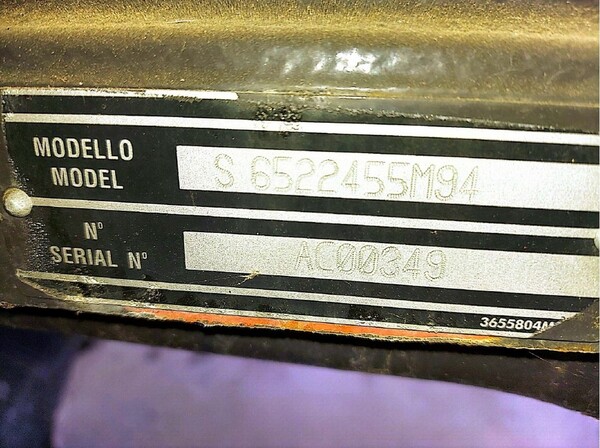 MODELLO
MODEL
S 6522455M94
N°
SERIAL N°
AC00349
3655804M